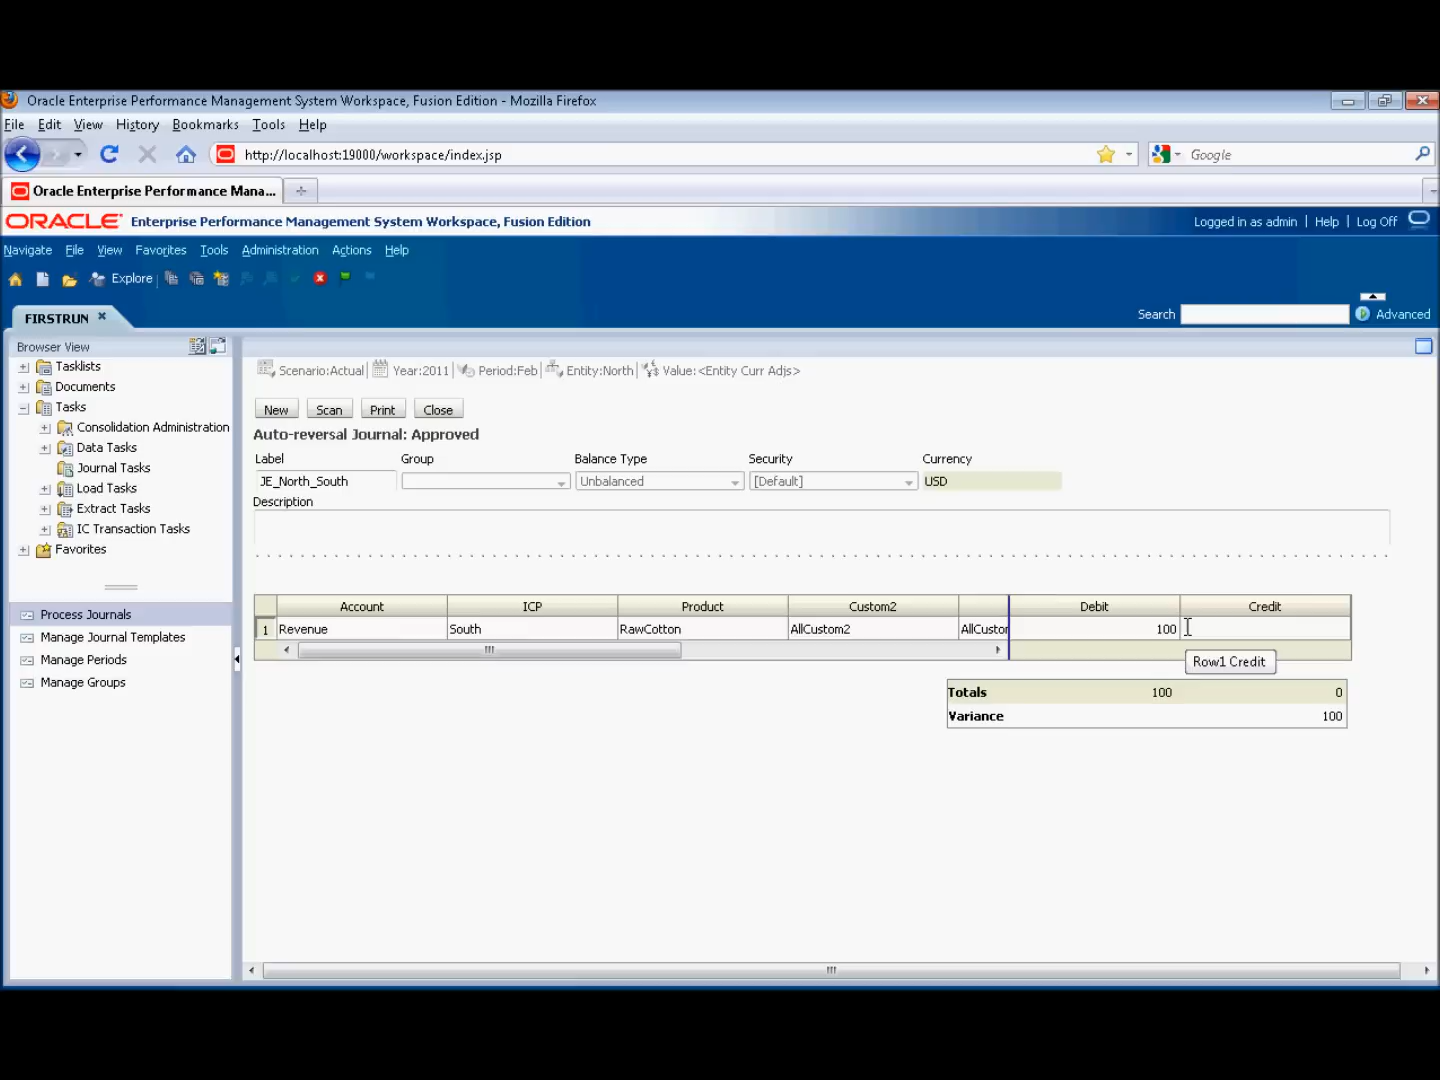 Oracle Enterprise Performance Management System Workspace, Fusion Edition - Mozilla Firefox
File Edit View History Bookmarks Tools Help
http://localhost:19000/workspace/index.jsp Google
Oracle Enterprise Performance Mana...
ORACLE Enterprise Performance Management System Workspace, Fusion Edition Logged in as admin | Help | Log Off
Navigate File View Favorites Tools Administration Actions Help
Explore
FIRSTRUN Search Advanced
Browser View
Tasklists
Documents
Tasks
Consolidation Administration
Data Tasks
Journal Tasks
Load Tasks
Extract Tasks
IC Transaction Tasks
Favorites
Process Journals
Manage Journal Templates
Manage Periods
Manage Groups
Scenario:Actual Year:2011 Period:Feb Entity:North Value:<Entity Curr Adjs>
New Scan Print Close
Auto-reversal Journal: Approved
Label Group Balance Type Security Currency
JE_North_South Unbalanced [Default] USD
Description
Account ICP Product Custom2 Debit Credit
1 Revenue South RawCotton AllCustom2 AllCustor 100
Row1 Credit
Totals 100 0
Variance 100